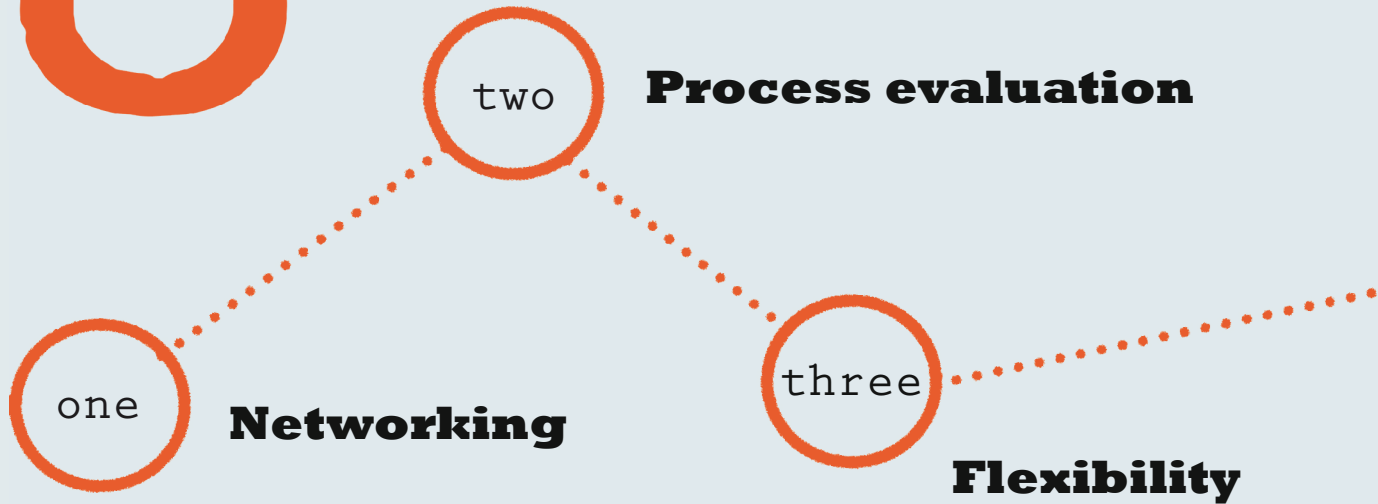 two
Process evaluation
one
Networking
three
Flexibility